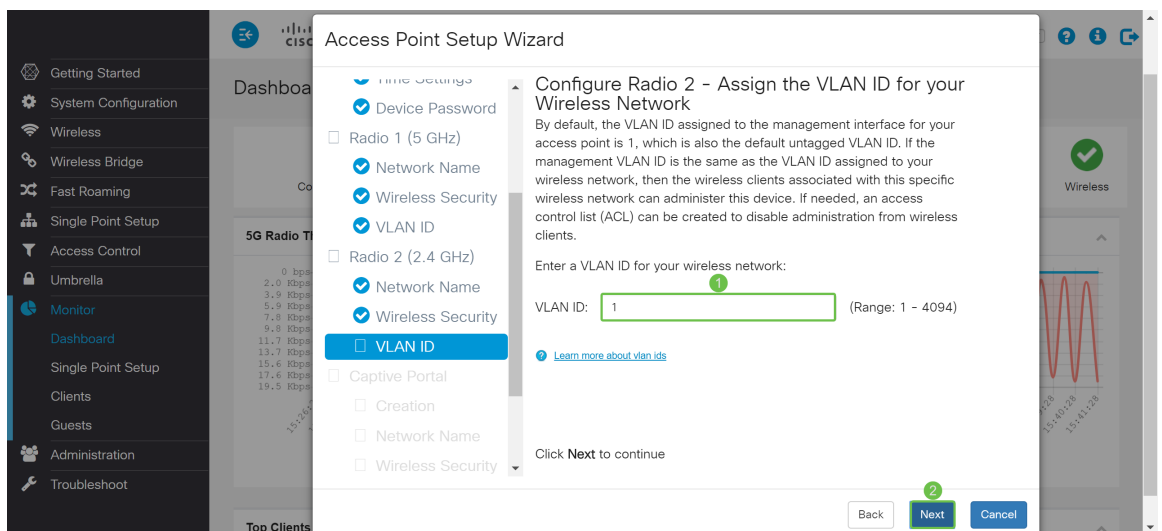 Getting Started
System Configuration
Wireless
Wireless Bridge
Fast Roaming
Single Point Setup
Access Control
Umbrella
Monitor
Dashboard
Single Point Setup
Clients
Guests
Administration
Troubleshoot
cisc
Dashboa
Co
Wireless
5G Radio Th
0 bps
2.0 Kbps
3.9 Kbps
5.9 Kbps
7.8 Kbps
9.8 Kbps
11.7 Kbps
13.7 Kbps
15.6 Kbps
17.6 Kbps
19.5 Kbps
15:40:28
15:41:28
Top Clients
Access Point Setup Wizard
Time Settings
Device Password
Radio 1 (5 GHz)
Network Name
Wireless Security
VLAN ID
Radio 2 (2.4 GHz)
Network Name
Wireless Security
VLAN ID
Captive Portal
Creation
Network Name
Wireless Security
Configure Radio 2 - Assign the VLAN ID for your
Wireless Network
By default, the VLAN ID assigned to the management interface for your
access point is 1, which is also the default untagged VLAN ID. If the
management VLAN ID is the same as the VLAN ID assigned to your
wireless network, then the wireless clients associated with this specific
wireless network can administer this device. If needed, an access
control list (ACL) can be created to disable administration from wireless
clients.
Enter a VLAN ID for your wireless network:
1
VLAN ID: 1 (Range: 1 - 4094)
? Learn more about vlan ids
Click Next to continue
2
Back Next Cancel